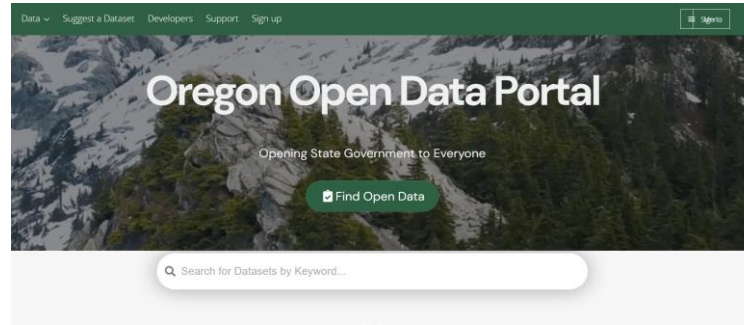 Data Suggest a Dataset Developers Support Sign up
Oregon Open Data Portal
Opening State Government to Everyone
Find Open Data
Search for Datasets by Keyword...